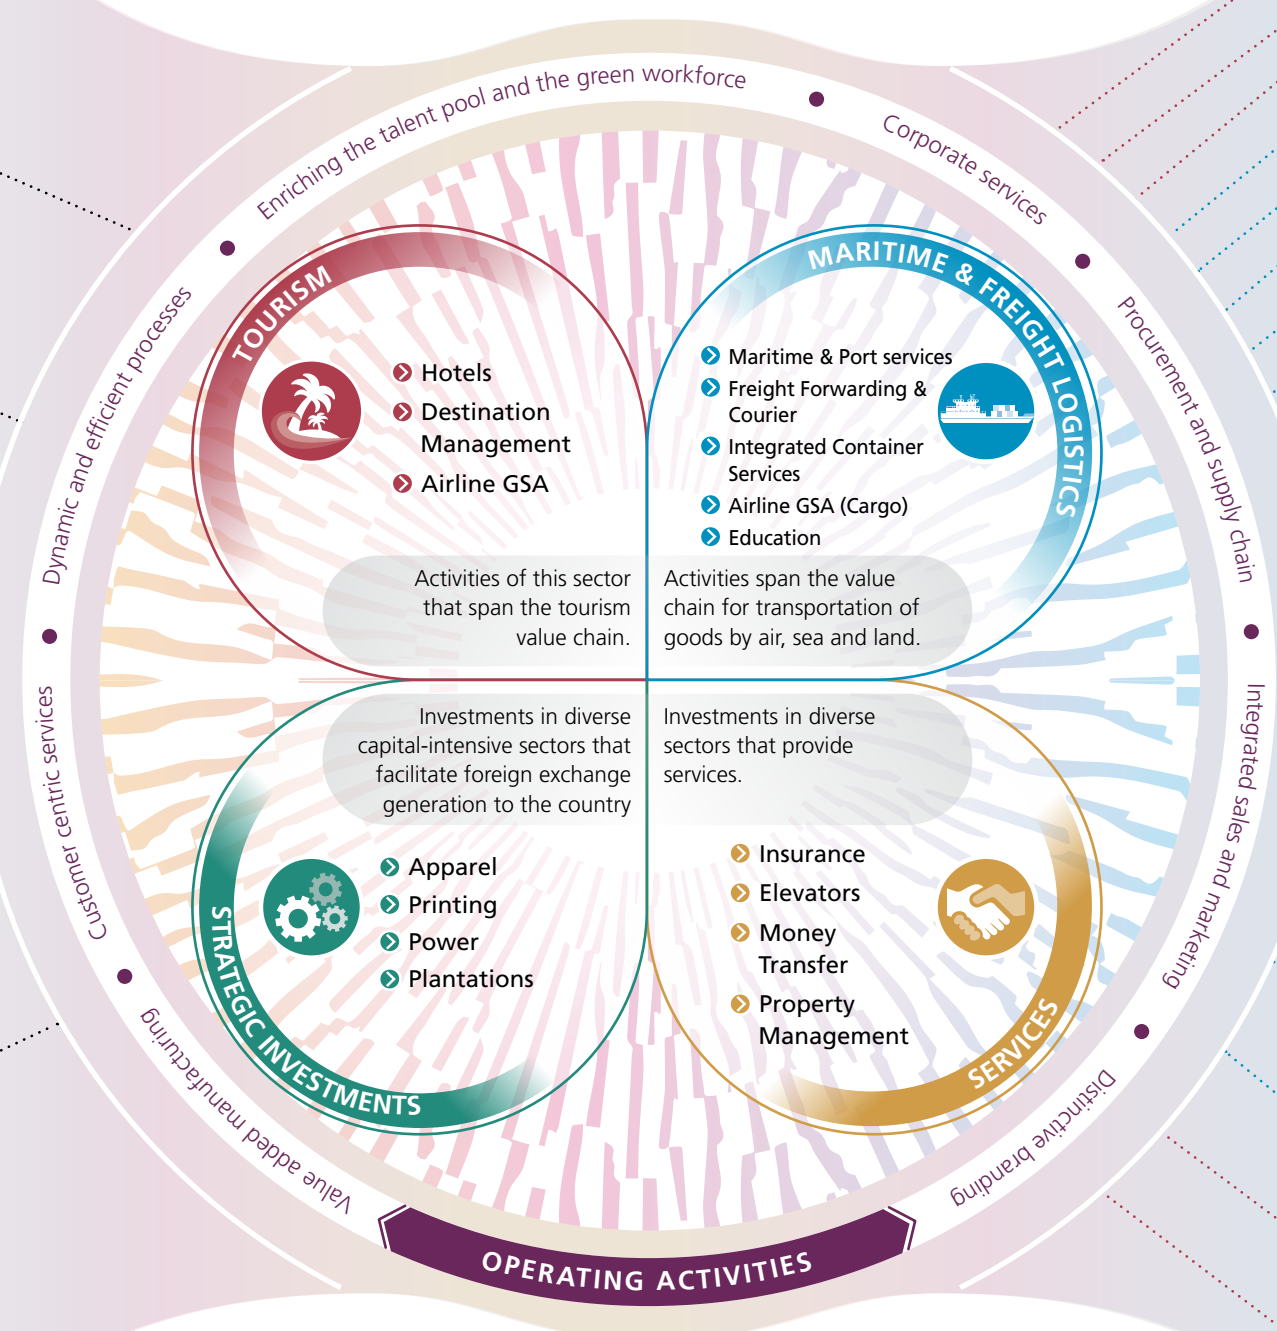 Enriching the talent pool and the green workforce
Corporate services
Procurement and supply chain
Integrated sales and marketing
Distinctive branding
Value added manufacturing
Customer centric services
Dynamic and efficient processes
TOURISM
Hotels
Destination
Management
Airline GSA
Activities of this sector
that span the tourism
value chain.
MARITIME & FREIGHT LOGISTICS
Maritime & Port services
Freight Forwarding &
Courier
Integrated Container
Services
Airline GSA (Cargo)
Education
Activities span the value
chain for transportation of
goods by air, sea and land.
Investments in diverse
capital-intensive sectors that
facilitate foreign exchange
generation to the country
Apparel
Printing
Power
Plantations
STRATEGIC INVESTMENTS
Investments in diverse
sectors that provide
services.
Insurance
Elevators
Money
Transfer
Property
Management
SERVICES
OPERATING ACTIVITIES